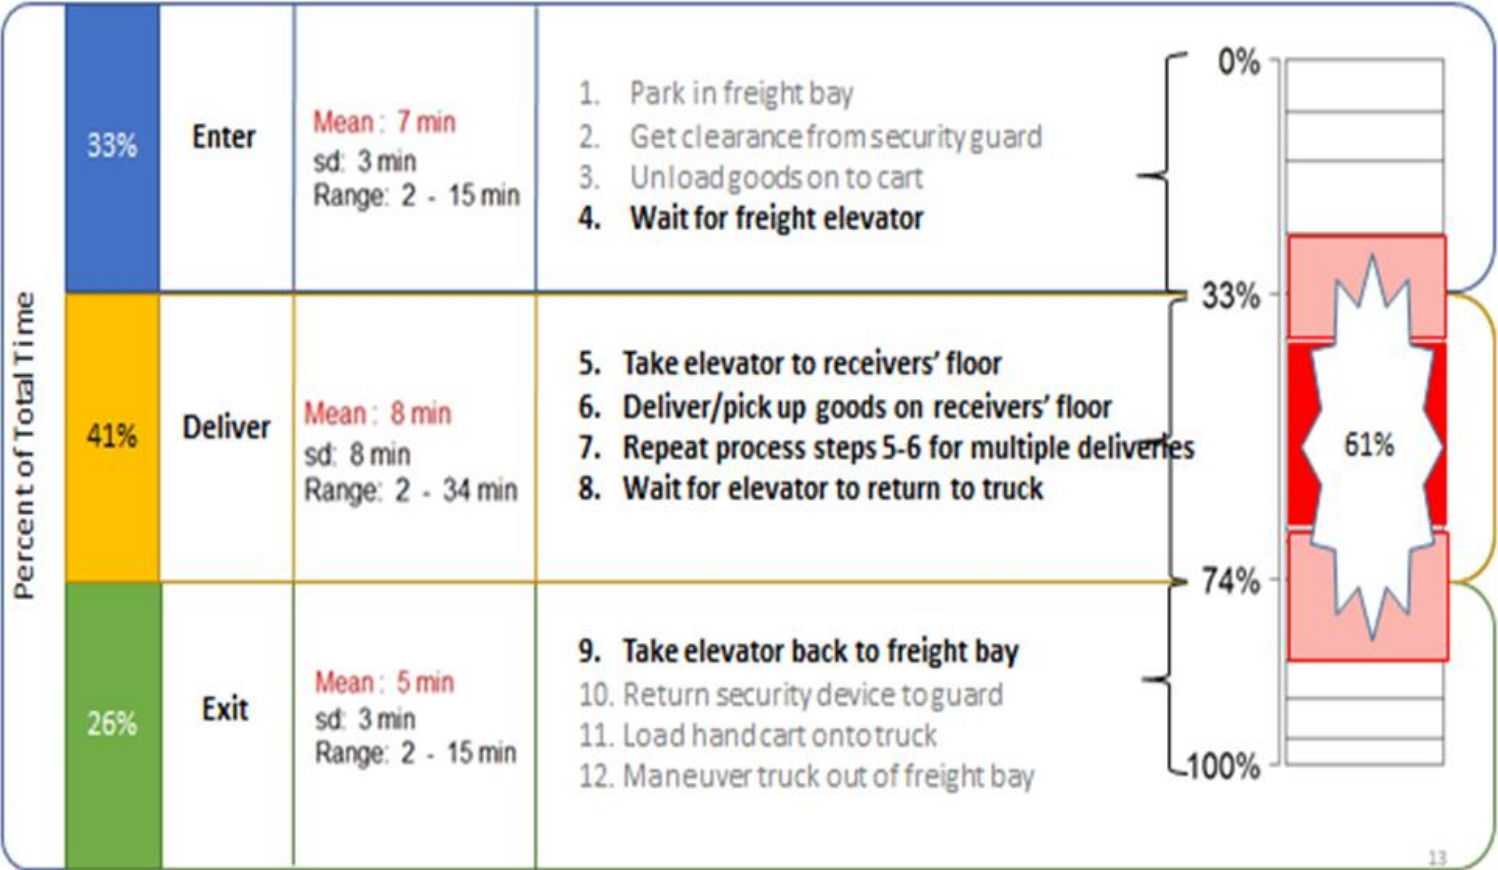 Percent of Total Time
33%
Enter
Mean : 7 min
sd: 3 min
Range: 2 - 15 min
1. Park in freight bay
2. Get clearance from security guard
3. Unload goods on to cart
4. Wait for freight elevator
41%
Deliver
Mean : 8 min
sd: 8 min
Range: 2 - 34 min
5. Take elevator to receivers’ floor
6. Deliver/pick up goods on receivers’ floor
7. Repeat process steps 5-6 for multiple deliveries
8. Wait for elevator to return to truck
26%
Exit
Mean : 5 min
sd: 3 min
Range: 2 - 15 min
9. Take elevator back to freight bay
10. Return security device to guard
11. Load hand cart onto truck
12. Maneuver truck out of freight bay
0%
33%
74%
100%
61%
13